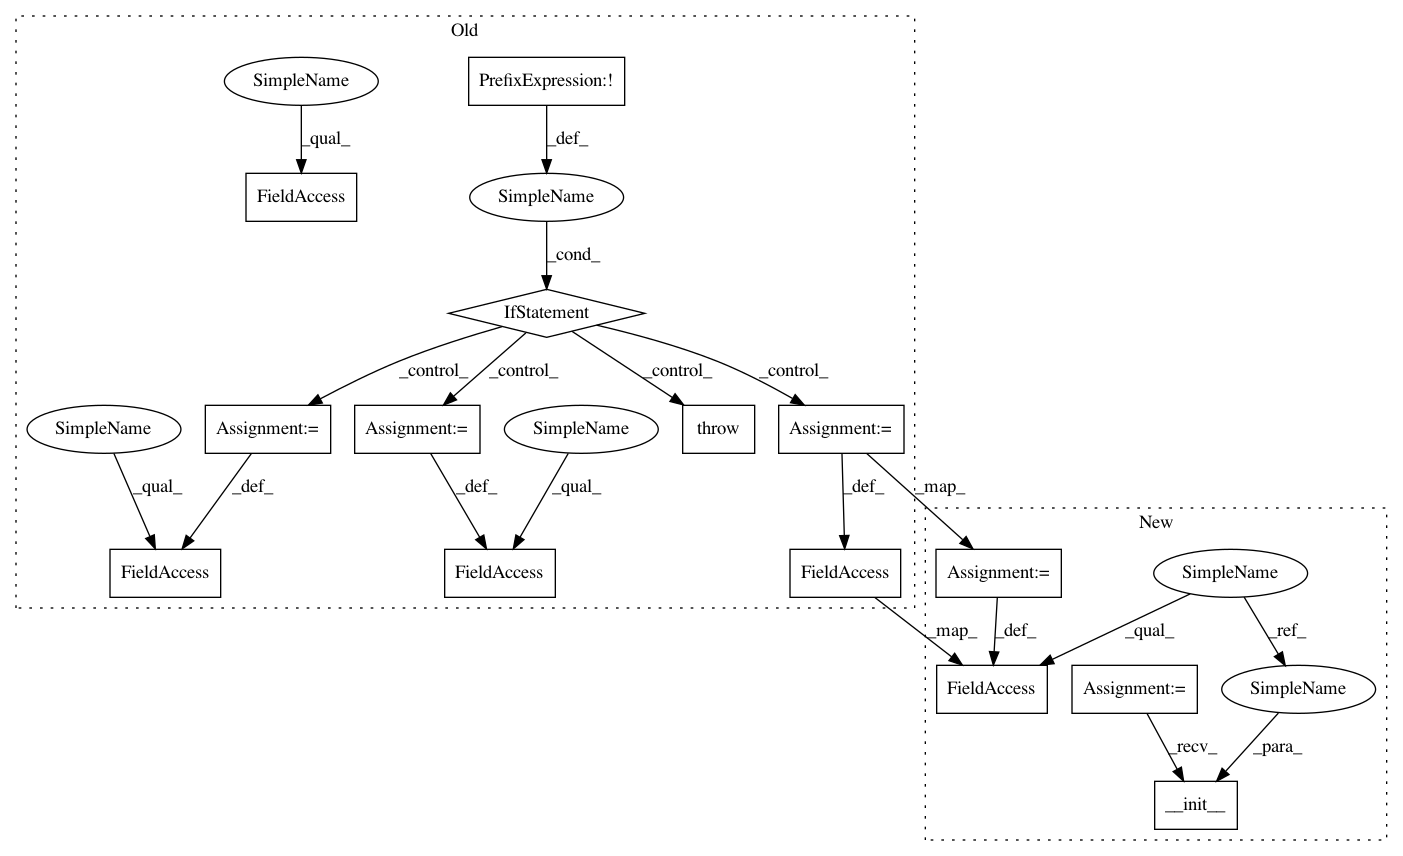 Old
SimpleName
PrefixExpression:!
_qual_
_def_
FieldAccess
SimpleName
_cond_
IfStatement
_control_
_control_
_control_
_control_
SimpleName
Assignment:=
Assignment:=
SimpleName
throw
Assignment:=
_qual_
_def_
_def_
_qual_
_def_
_map_
New
FieldAccess
FieldAccess
FieldAccess
Assignment:=
SimpleName
_map_
_def_
_qual_
_ref_
FieldAccess
Assignment:=
SimpleName
_recv_
_para_
__init__